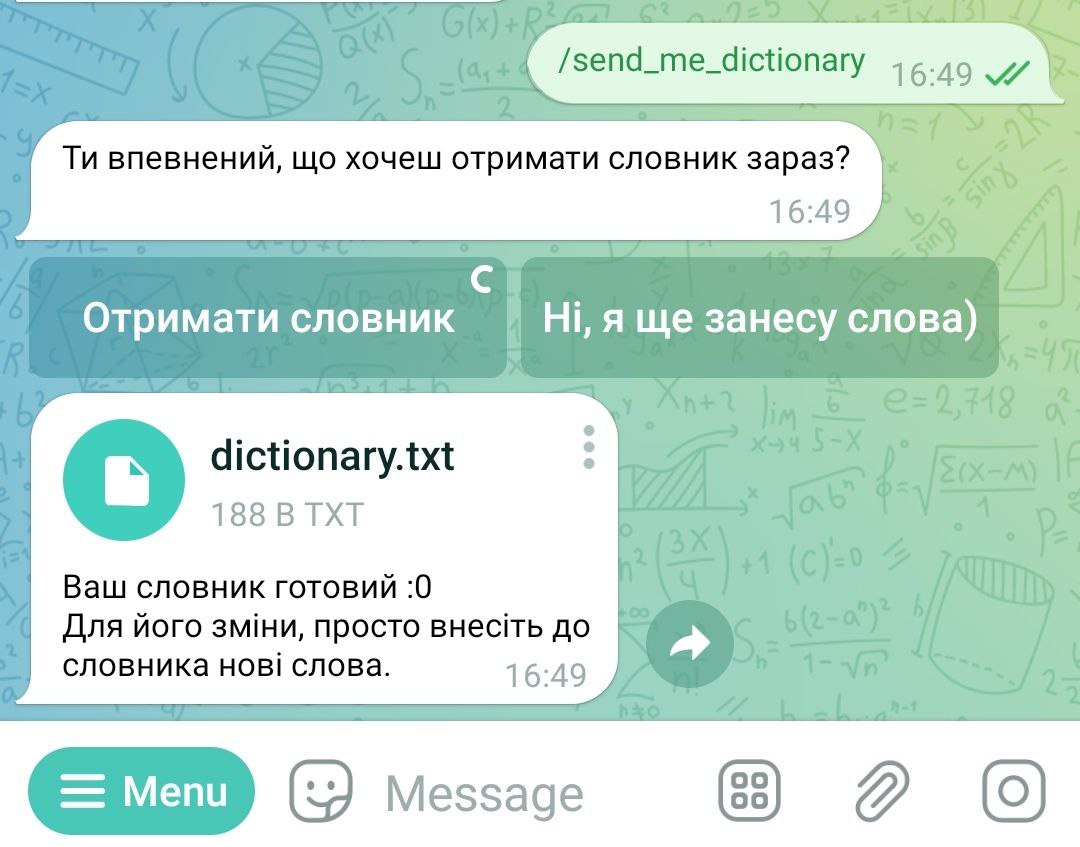 /send_me_dictionary 16:49
Ти впевнений, що хочеш отримати словник зараз?
16:49
Отримати словник
Ні, я ще занесу слова)
dictionary.txt
188 B TXT
Ваш словник готовий :0
Для його зміни, просто внесіть до
словника нові слова.
16:49
Menu
Message